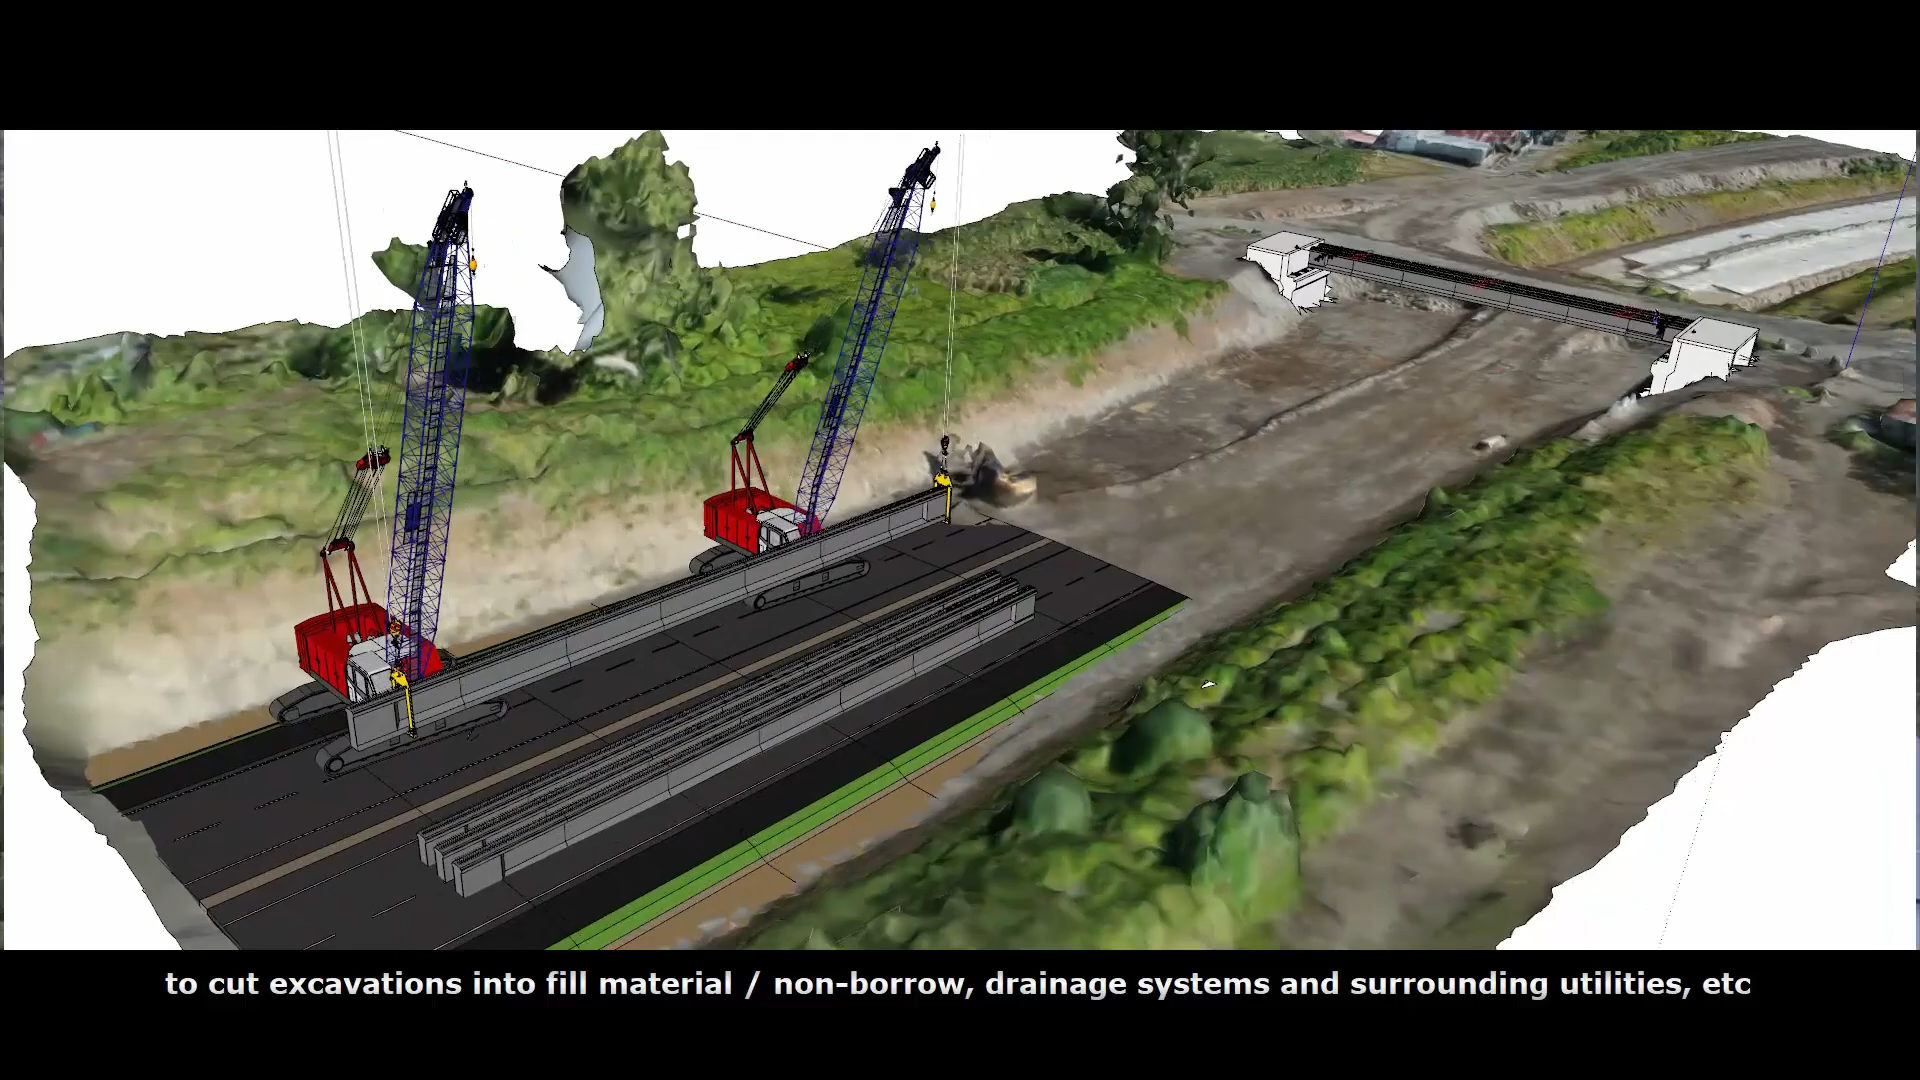 to cut excavations into fill material / non-borrow, drainage systems and surrounding utilities, etc